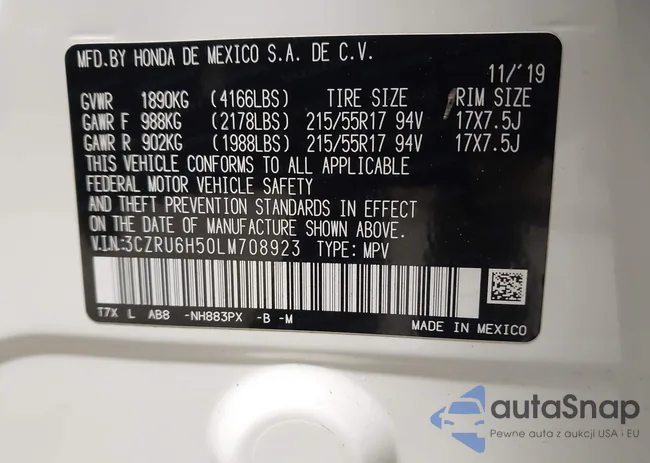 MFD.BY HONDA DE MEXICO S.A. DE C.V.
11/'19
GVWR 1890KG (4166LBS) TIRE SIZE RIM SIZE
GAWR F 988KG (2178LBS) 215/55R17 94V 17X7.5J
GAWR R 902KG (1988LBS) 215/55R17 94V 17X7.5J
THIS VEHICLE CONFORMS TO ALL APPLICABLE
FEDERAL MOTOR VEHICLE SAFETY
AND THEFT PREVENTION STANDARDS IN EFFECT
ON THE DATE OF MANUFACTURE SHOWN ABOVE.
V.I.N.:3CZRU6H50LM708923 TYPE: MPV
T7X L AB8 -NH883PX -B -M
MADE IN MEXICO
autaSnap
Pewne auta z aukcji USA i EU